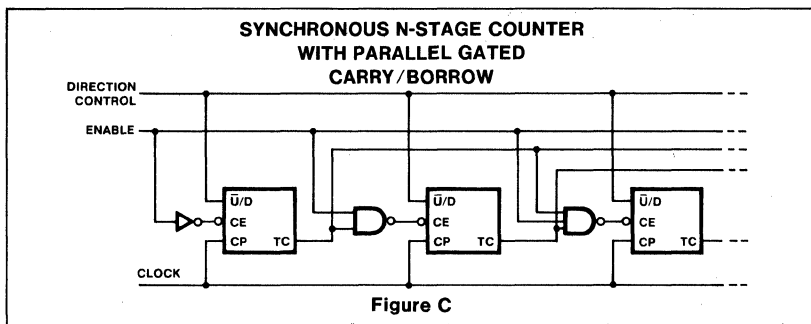 SYNCHRONOUS N-STAGE COUNTER
WITH PARALLEL GATED
CARRY/BORROW
DIRECTION
CONTROL
ENABLE
U̅/D
CE
CP TC
U̅/D
CE
CP TC
U̅/D
CE
CP TC
CLOCK
Figure C